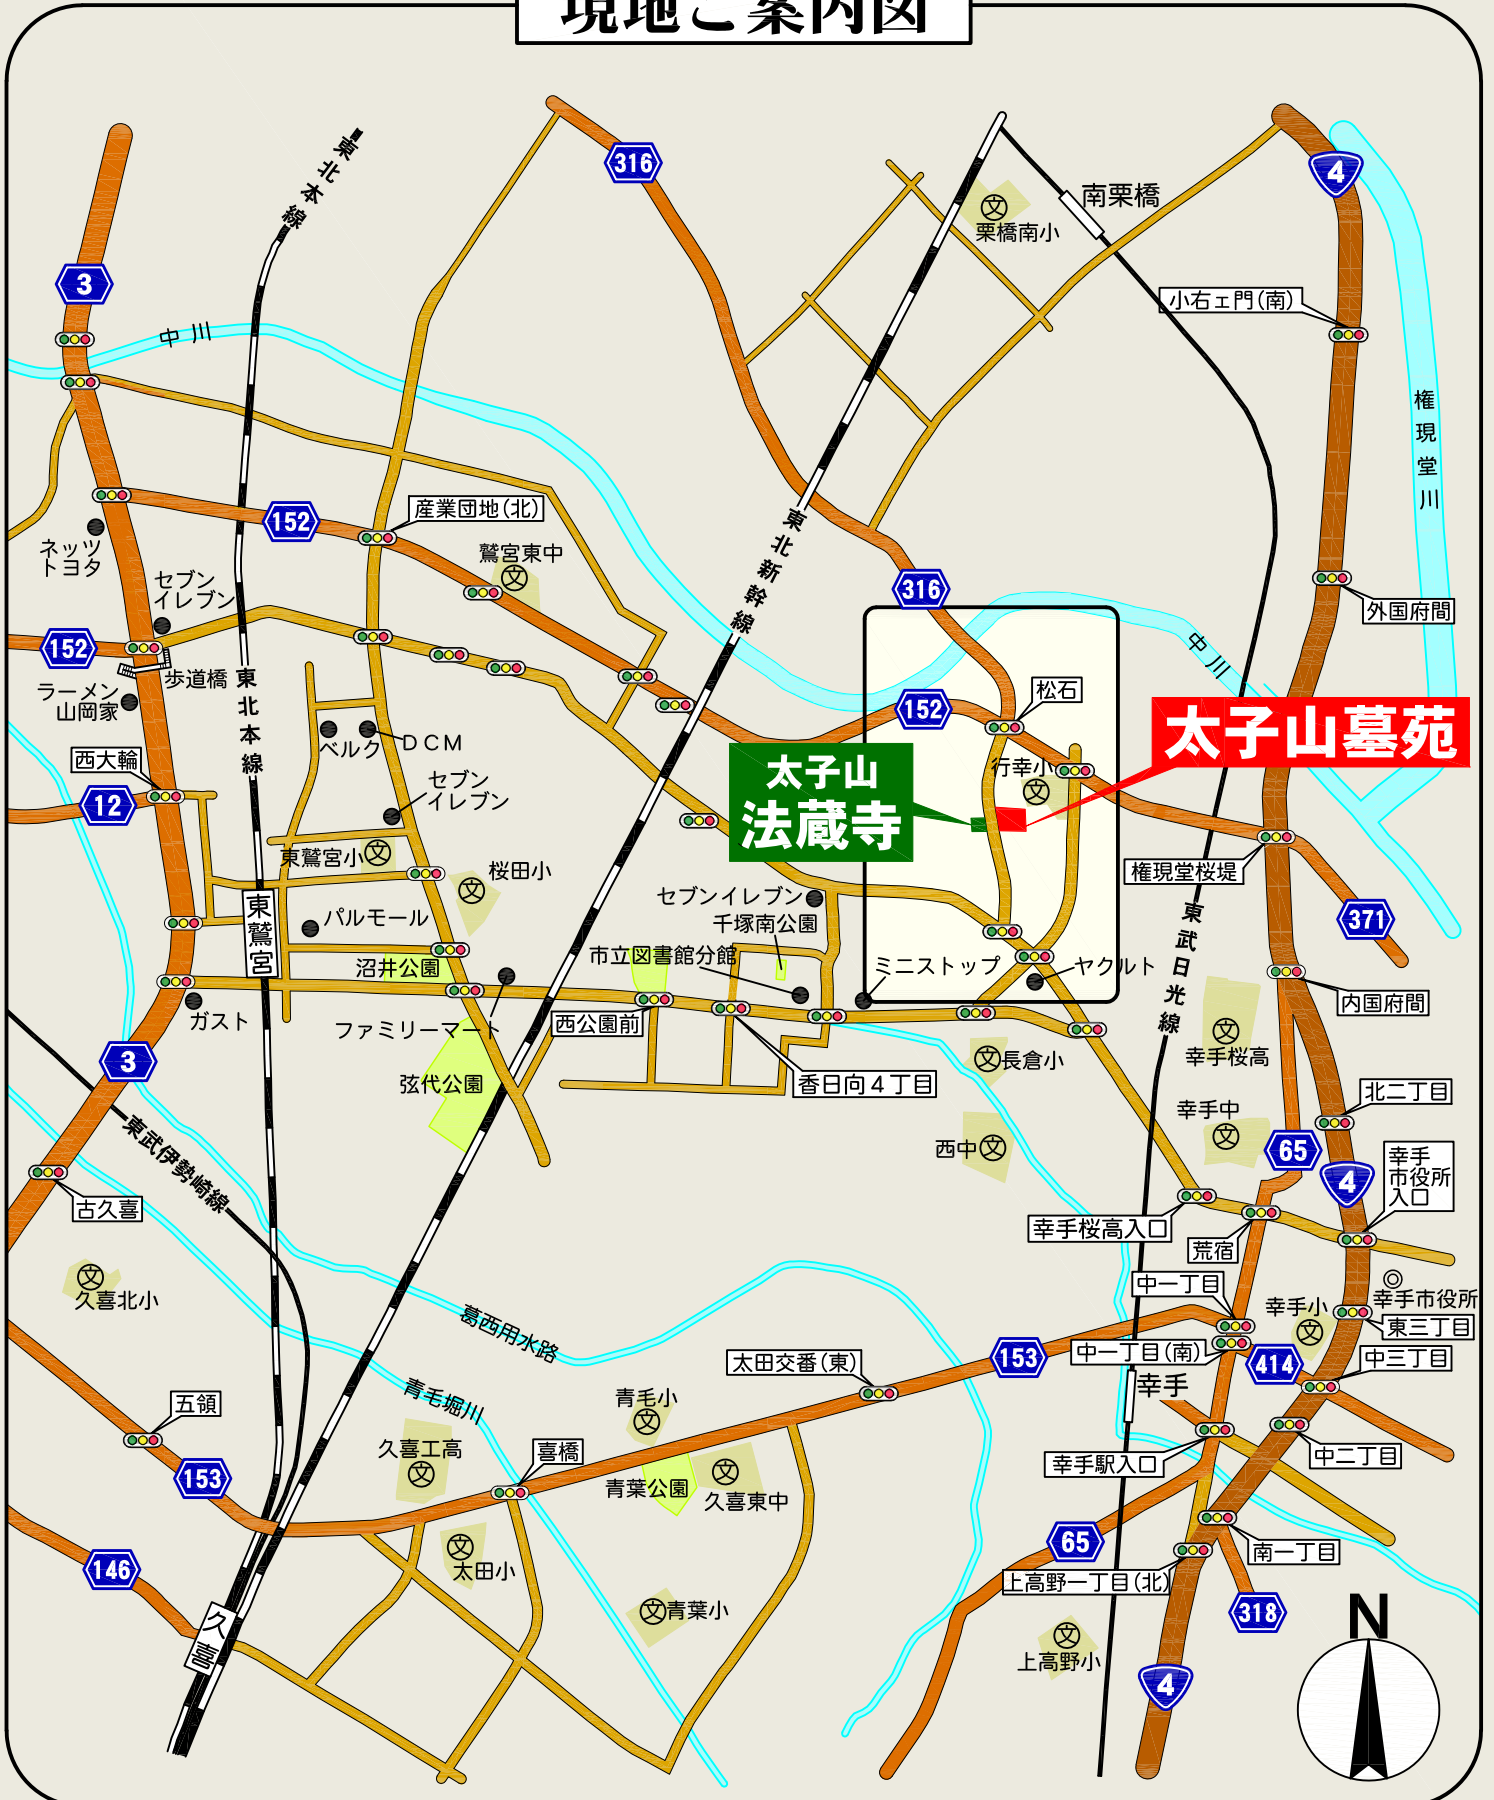 現地ご案内図
東北本線
316
4
南栗橋
文
栗橋南小
3
小右ェ門(南)
中川
権現堂川
産業団地(北)
152
東北新幹線
ネッツ
トヨタ
鷲宮東中
文
セブン
イレブン
316
外国府間
152
中川
歩道橋
東北本線
ラーメン
山岡家
松石
152
太子山墓苑
ベルク
DCM
西大輪
太子山
法蔵寺
行幸小
文
12
セブン
イレブン
東鷲宮小
文
桜田小
文
権現堂桜堤
セブンイレブン
371
東鷲宮
パルモール
千塚南公園
東武日光線
市立図書館分館
沼井公園
ミニストップ
ヤクルト
内国府間
ガスト
ファミリーマート
西公園前
文
幸手桜高
3
文
長倉小
弦代公園
香日向4丁目
北二丁目
幸手中
文
東武伊勢崎線
西中
文
65
幸手
市役所
入口
4
古久喜
幸手桜高入口
荒宿
文
久喜北小
中一丁目
幸手市役所
幸手小
文
葛西用水路
東三丁目
中一丁目(南)
太田交番(東)
153
414
中三丁目
青毛堀川
青毛小
文
幸手
五領
久喜工高
文
喜橋
中二丁目
幸手駅入口
153
青葉公園
文
久喜東中
65
南一丁目
文
太田小
146
上高野一丁目(北)
文
青葉小
318
久喜
文
上高野小
N
4